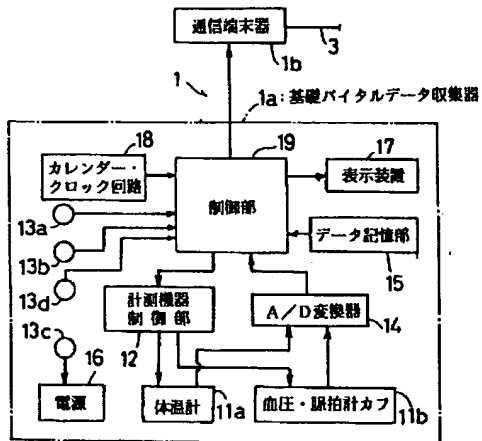 通信端末器
3
1b
1
1a:基礎バイタルデータ収集器
18
19
17
カレンダー・
クロック回路
制御部
表示装置
13a
データ記憶部
13b
15
13d
計測機器
制御部
A/D変換器
13c
12
14
16
電源
体温計
11a
血圧・脈拍計カフ
11b